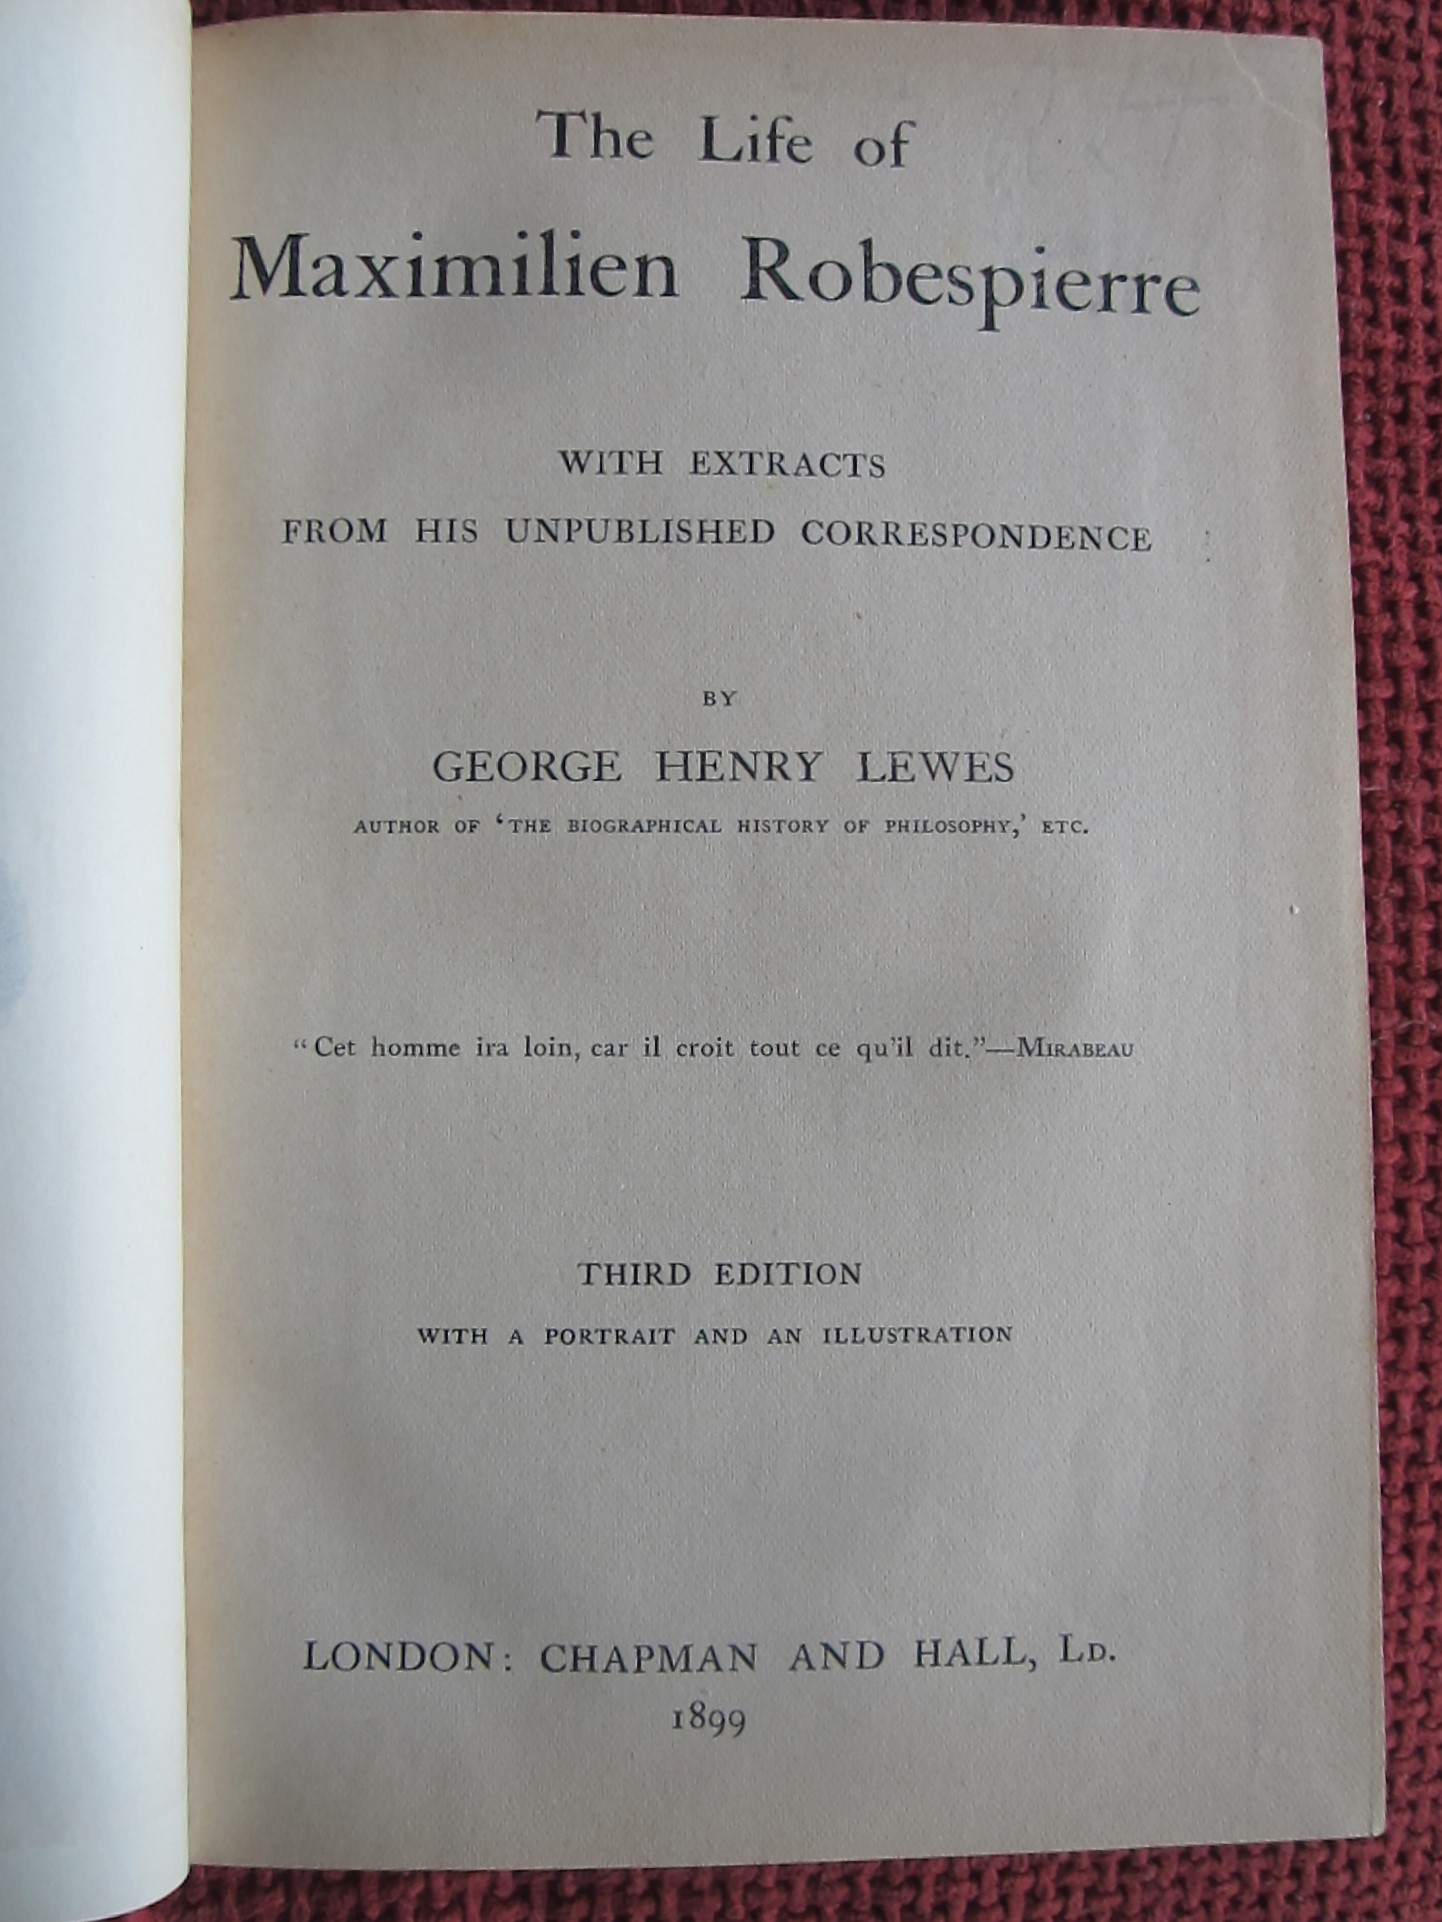 The Life of
Maximilien Robespierre
WITH EXTRACTS
FROM HIS UNPUBLISHED CORRESPONDENCE
BY
GEORGE HENRY LEWES
AUTHOR OF ‘THE BIOGRAPHICAL HISTORY OF PHILOSOPHY,’ ETC.
“Cet homme ira loin, car il croit tout ce qu’il dit.”—MIRABEAU
THIRD EDITION
WITH A PORTRAIT AND AN ILLUSTRATION
LONDON: CHAPMAN AND HALL, LD.
1899